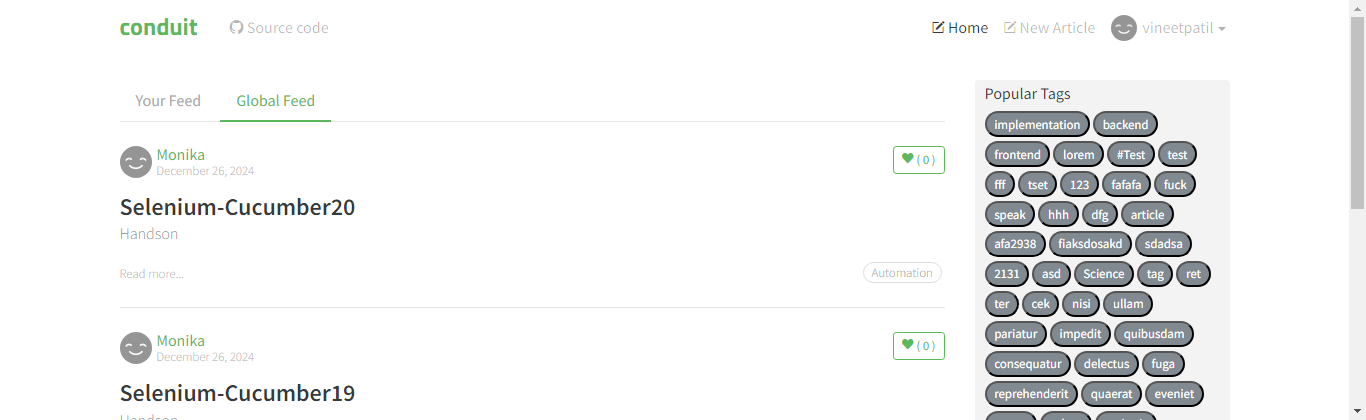 conduit
Source code
Home
New Article
vineetpatil
Your Feed
Global Feed
Monika
December 26, 2024
( 0 )
Selenium-Cucumber20
Handson
Read more...
Automation
Monika
December 26, 2024
( 0 )
Selenium-Cucumber19
Handson
Popular Tags
implementation backend
frontend lorem #Test test
fff tset 123 fafafa fuck
speak hhh dfg article
afa2938 fiaksdosakd sdadsa
2131 asd Science tag ret
ter cek nisi ullam
pariatur impedit quibusdam
consequatur delectus fuga
reprehenderit quaerat eveniet